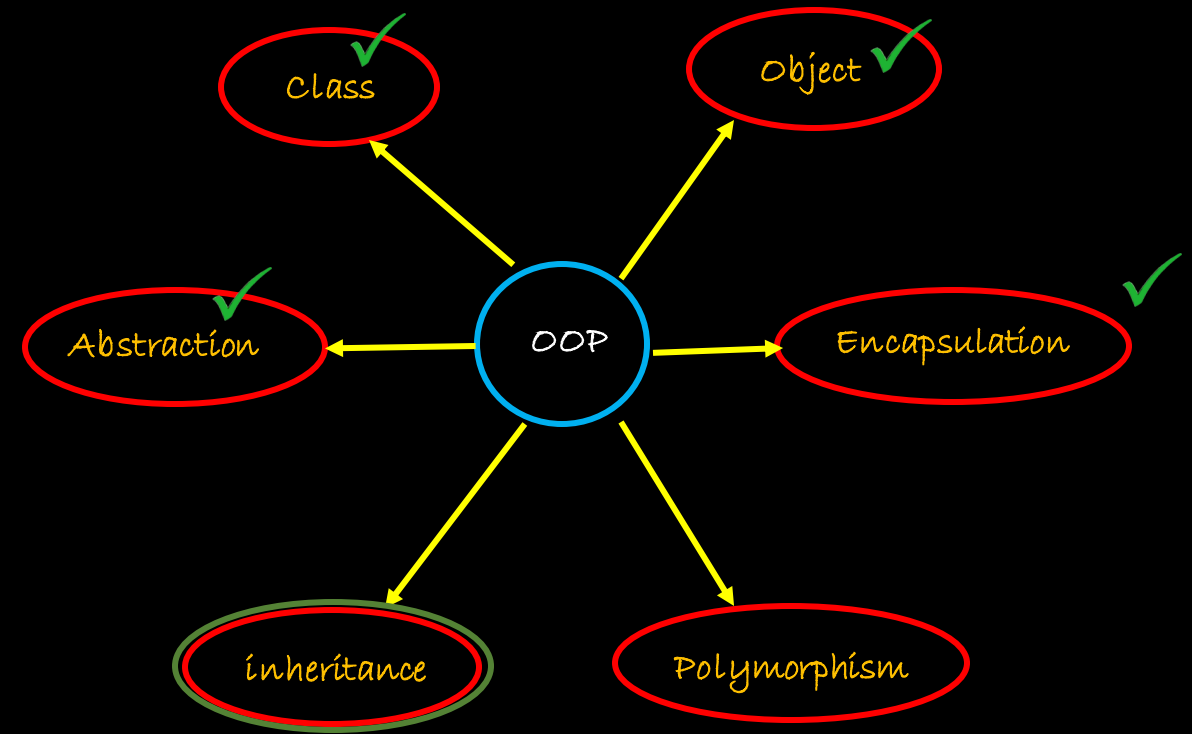 Class
Object
Abstraction
OOP
Encapsulation
inheritance
Polymorphism